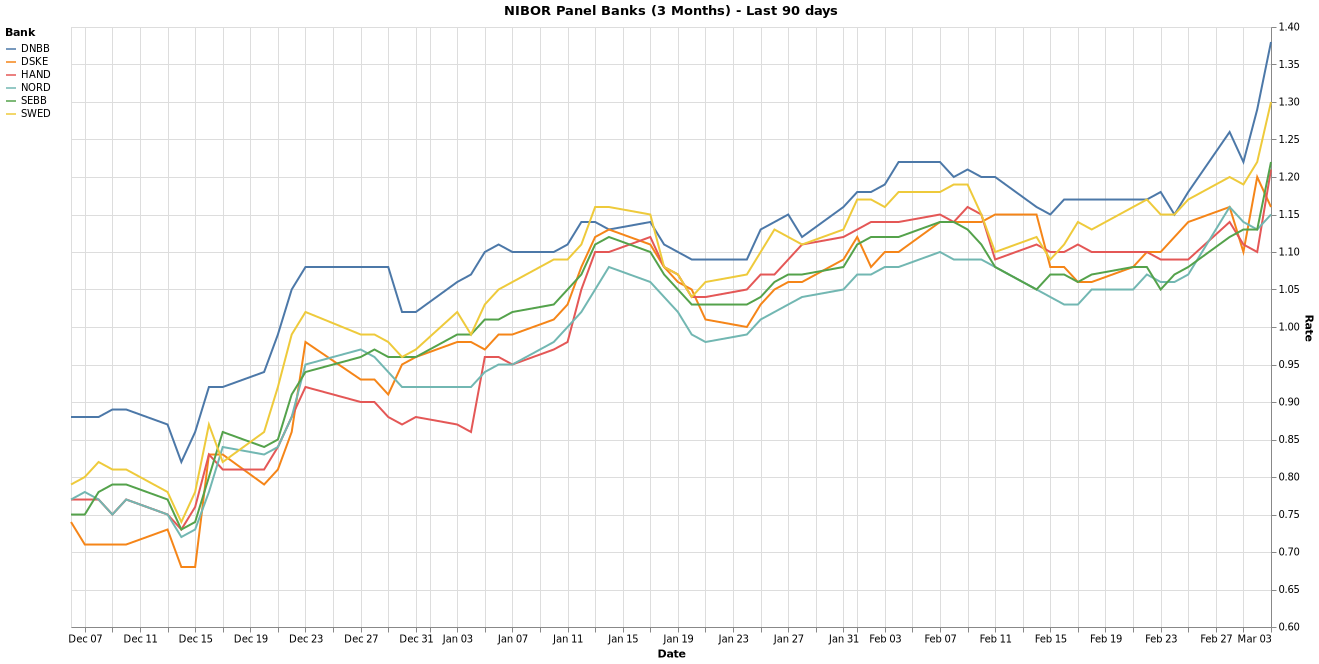 NIBOR Panel Banks (3 Months) - Last 90 days
Bank
DNBB
DSKE
HAND
NORD
SEBB
SWED
1.40
1.35
1.30
1.25
1.20
1.15
1.10
1.05
1.00
0.95
0.90
0.85
0.80
0.75
0.70
0.65
0.60
Rate
Dec 07 Dec 11 Dec 15 Dec 19 Dec 23 Dec 27 Dec 31 Jan 03 Jan 07 Jan 11 Jan 15 Jan 19 Jan 23 Jan 27 Jan 31 Feb 03 Feb 07 Feb 11 Feb 15 Feb 19 Feb 23 Feb 27 Mar 03
Date